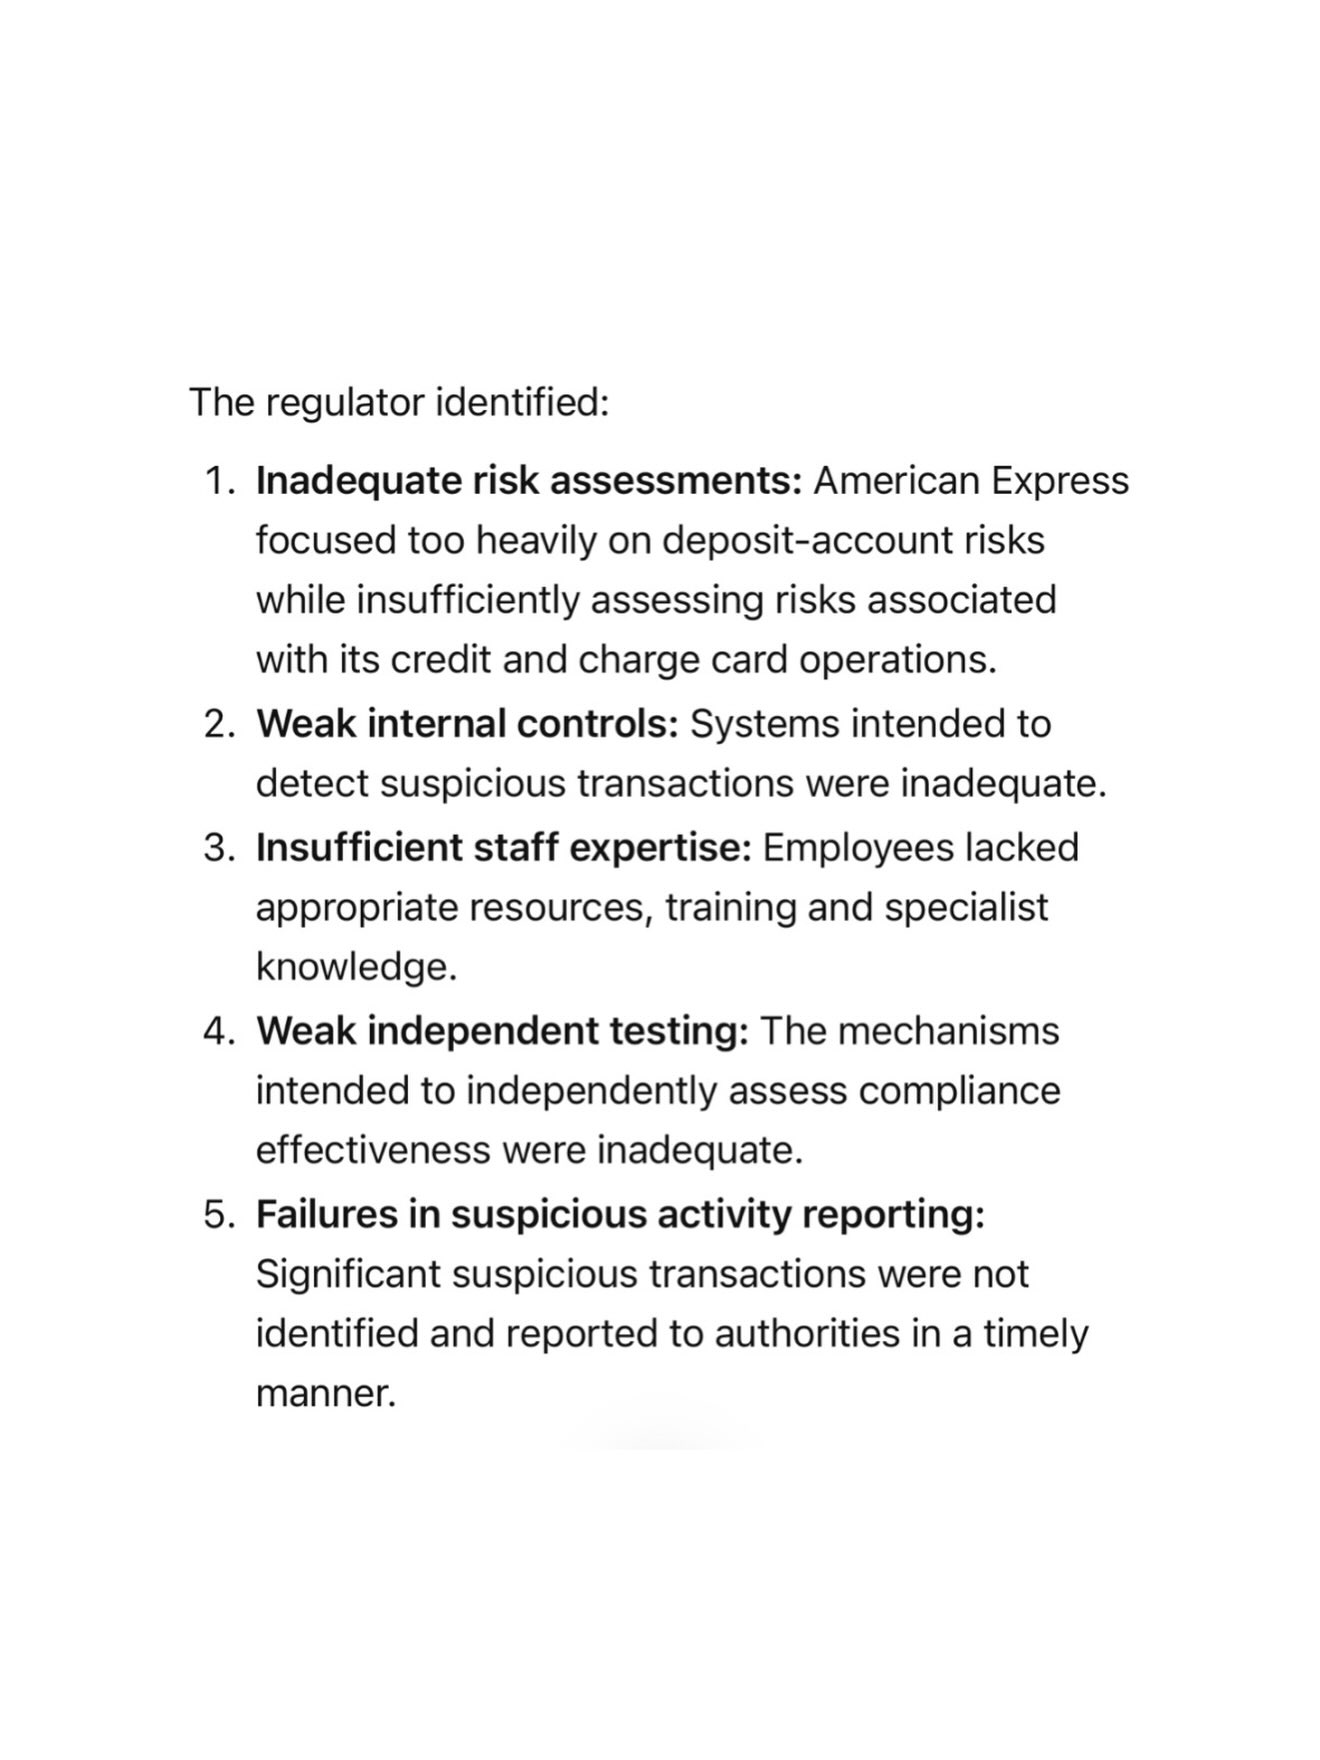 The regulator identified:
1. Inadequate risk assessments: American Express
focused too heavily on deposit-account risks
while insufficiently assessing risks associated
with its credit and charge card operations.
2. Weak internal controls: Systems intended to
detect suspicious transactions were inadequate.
3. Insufficient staff expertise: Employees lacked
appropriate resources, training and specialist
knowledge.
4. Weak independent testing: The mechanisms
intended to independently assess compliance
effectiveness were inadequate.
5. Failures in suspicious activity reporting:
Significant suspicious transactions were not
identified and reported to authorities in a timely
manner.